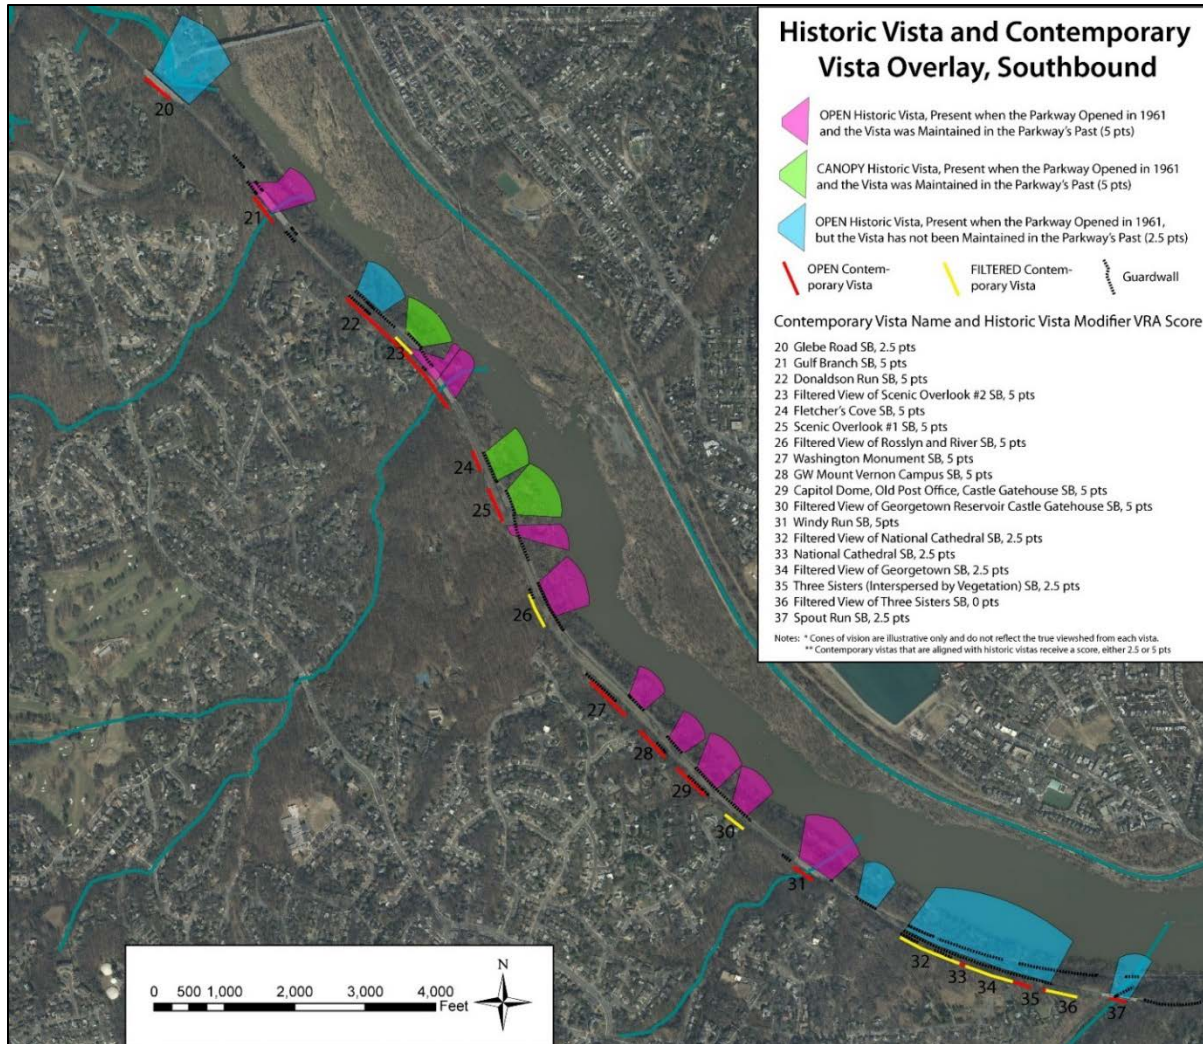 Historic Vista and Contemporary
Vista Overlay, Southbound
OPEN Historic Vista, Present when the Parkway Opened in 1961
and the Vista was Maintained in the Parkway's Past (5 pts)
CANOPY Historic Vista, Present when the Parkway Opened in 1961
and the Vista was Maintained in the Parkway's Past (5 pts)
OPEN Historic Vista, Present when the Parkway Opened in 1961,
but the Vista has not been Maintained in the Parkway's Past (2.5 pts)
OPEN Contem-
porary Vista
FILTERED Contem-
porary Vista
Guardwall
Contemporary Vista Name and Historic Vista Modifier VRA Score
20 Glebe Road SB, 2.5 pts
21 Gulf Branch SB, 5 pts
22 Donaldson Run SB, 5 pts
23 Filtered View of Scenic Overlook #2 SB, 5 pts
24 Fletcher's Cove SB, 5 pts
25 Scenic Overlook #1 SB, 5 pts
26 Filtered View of Rosslyn and River SB, 5 pts
27 Washington Monument SB, 5 pts
28 GW Mount Vernon Campus SB, 5 pts
29 Capitol Dome, Old Post Office, Castle Gatehouse SB, 5 pts
30 Filtered View of Georgetown Reservoir Castle Gatehouse SB, 5 pts
31 Windy Run SB, 5pts
32 Filtered View of National Cathedral SB, 2.5 pts
33 National Cathedral SB, 2.5 pts
34 Filtered View of Georgetown SB, 2.5 pts
35 Three Sisters (Interspersed by Vegetation) SB, 2.5 pts
36 Filtered View of Three Sisters SB, 0 pts
37 Spout Run SB, 2.5 pts
Notes: * Cones of vision are illustrative only and do not reflect the true viewshed from each vista.
** Contemporary vistas that are aligned with historic vistas receive a score, either 2.5 or 5 pts
20
21
22
23
24
25
26
27
28
29
30
31
32
33
34
35
36
37
N
0 500 1,000 2,000 3,000 4,000
Feet